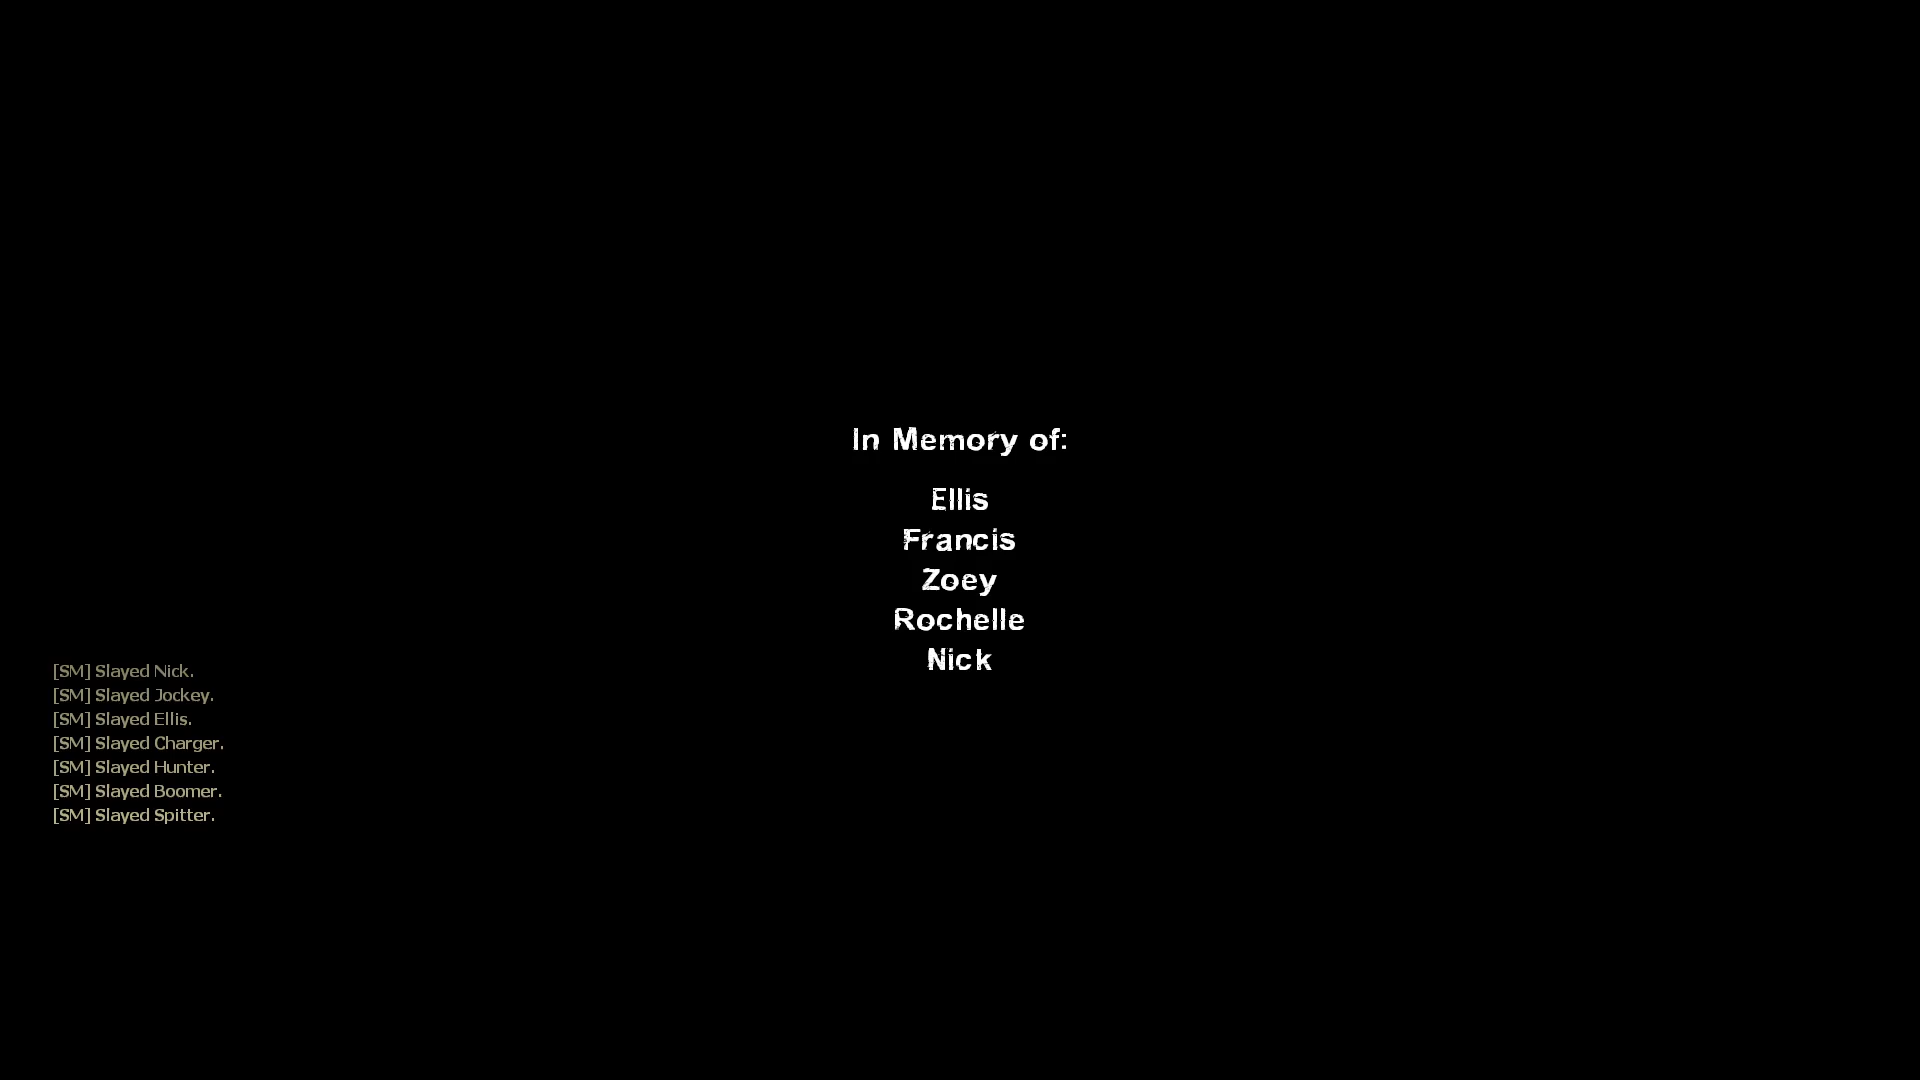 In Memory of:
Ellis
Francis
Zoey
Rochelle
Nick
[SM] Slayed Nick.
[SM] Slayed Jockey.
[SM] Slayed Ellis.
[SM] Slayed Charger.
[SM] Slayed Hunter.
[SM] Slayed Boomer.
[SM] Slayed Spitter.